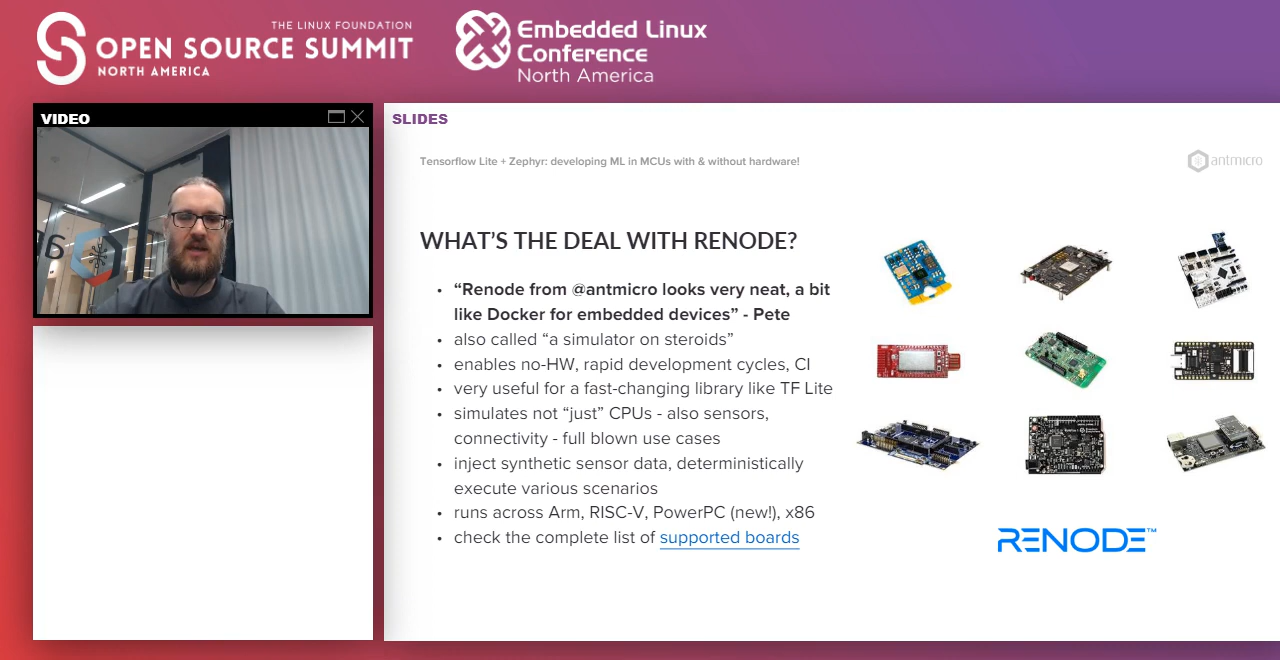 THE LINUX FOUNDATION
OPEN SOURCE SUMMIT
NORTH AMERICA
Embedded Linux
Conference
North America
VIDEO
6
SLIDES
Tensorflow Lite + Zephyr: developing ML in MCUs with & without hardware!
antmicro
WHAT’S THE DEAL WITH RENODE?
• “Renode from @antmicro looks very neat, a bit
like Docker for embedded devices” - Pete
• also called “a simulator on steroids”
• enables no-HW, rapid development cycles, CI
• very useful for a fast-changing library like TF Lite
• simulates not “just” CPUs - also sensors,
connectivity - full blown use cases
• inject synthetic sensor data, deterministically
execute various scenarios
• runs across Arm, RISC-V, PowerPC (new!), x86
• check the complete list of supported boards
RENODE™